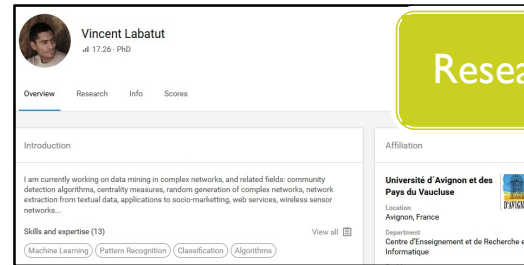 Vincent Labatut
17.26 · PhD
Resea
Overview Research Info Scores
Introduction
Affiliation
I am currently working on data mining in complex networks, and related fields: community
detection algorithms, centrality measures, random generation of complex networks, network
extraction from textual data, applications to socio-marketting, web services, wireless sensor
networks...
Skills and expertise (13) View all
Machine Learning Pattern Recognition Classification Algorithms
Université d´Avignon et des
Pays du Vaucluse
D'AVIGN
Location
Avignon, France
Department
Centre d'Enseignement et de Recherche e
Informatique